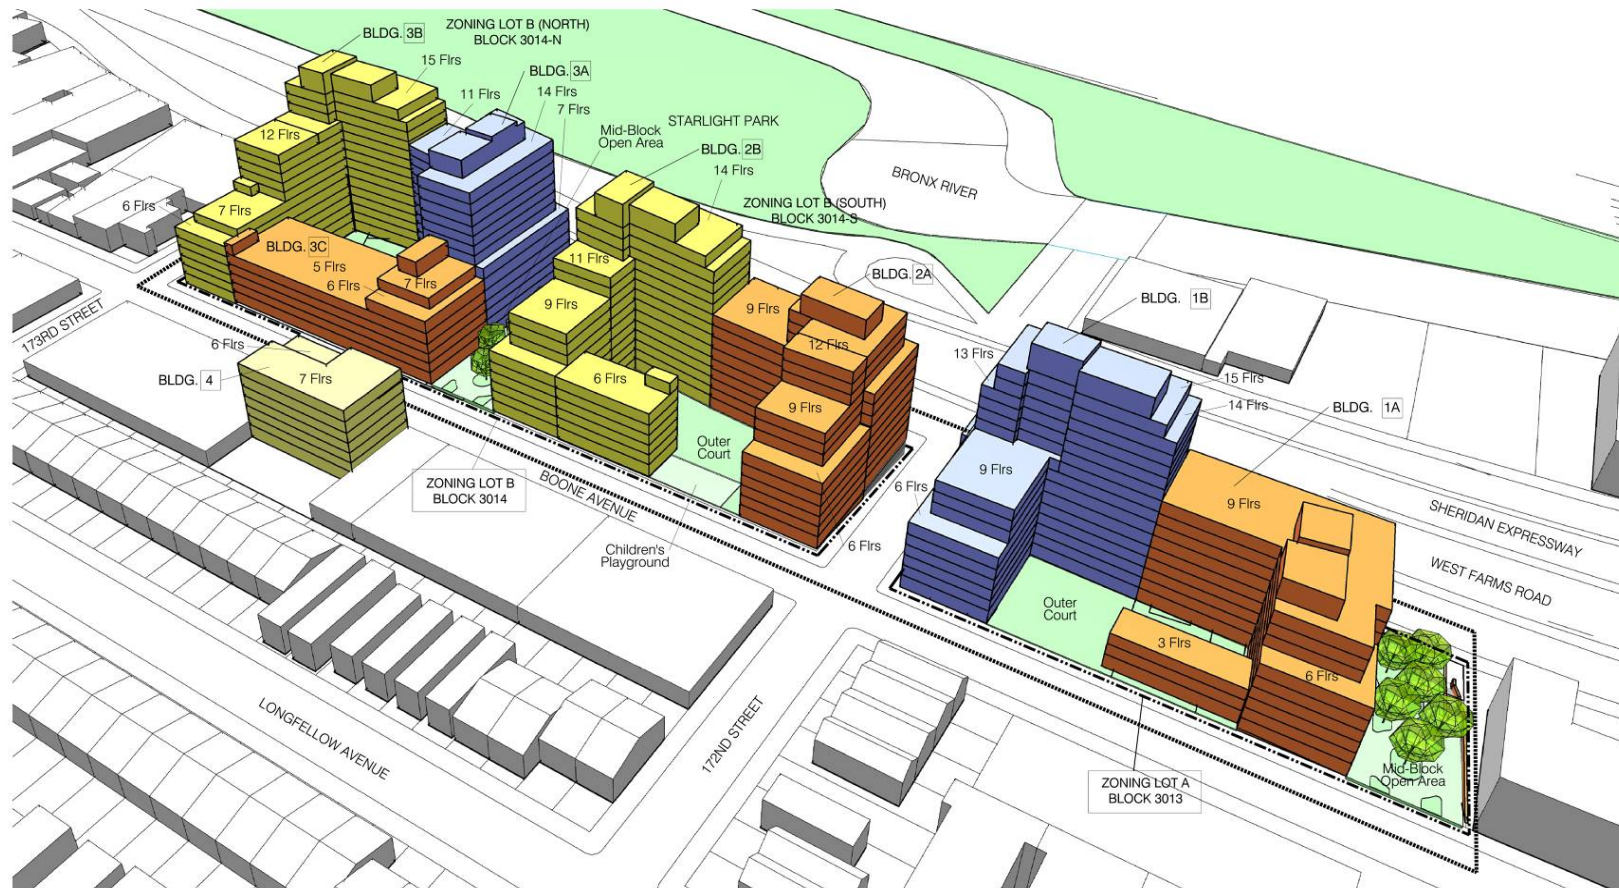 ZONING LOT B (NORTH)
BLOCK 3014-N
BLDG. 3B
15 Flrs
BLDG. 3A
11 Flrs
14 Flrs
7 Flrs
Mid-Block
Open Area
STARLIGHT PARK
12 Flrs
BLDG. 2B
14 Flrs
BRONX RIVER
ZONING LOT B (SOUTH)
BLOCK 3014-S
6 Flrs
7 Flrs
BLDG. 3C
5 Flrs
6 Flrs
7 Flrs
11 Flrs
BLDG. 2A
9 Flrs
9 Flrs
BLDG. 1B
173RD STREET
6 Flrs
12 Flrs
13 Flrs
BLDG. 4
7 Flrs
6 Flrs
15 Flrs
14 Flrs
BLDG. 1A
9 Flrs
Outer
Court
9 Flrs
9 Flrs
ZONING LOT B
BLOCK 3014
BOONE AVENUE
6 Flrs
6 Flrs
SHERIDAN EXPRESSWAY
Children's
Playground
WEST FARMS ROAD
Outer
Court
3 Flrs
6 Flrs
LONGFELLOW AVENUE
172ND STREET
ZONING LOT A
BLOCK 3013
Mid-Block
Open Area